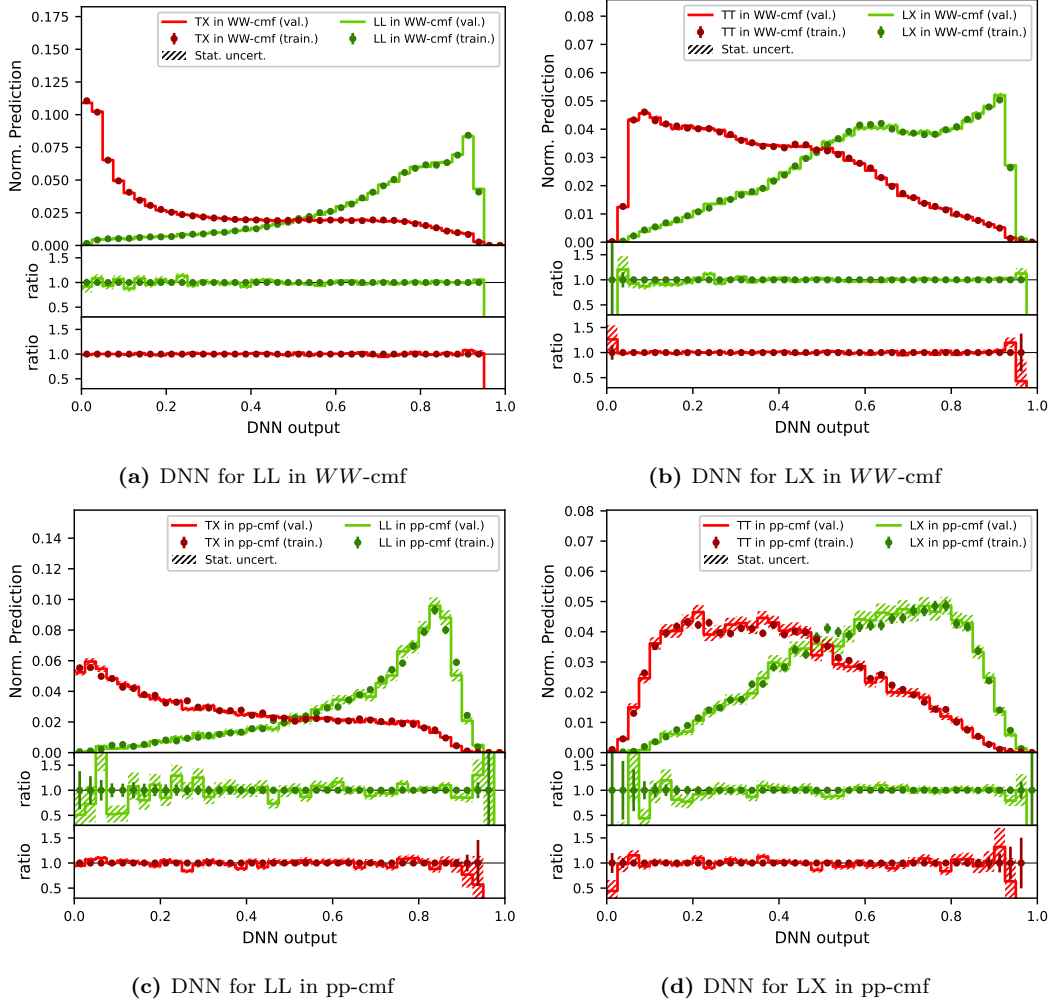 0.175
0.150
0.125
0.100
0.075
0.050
0.025
0.000
Norm. Prediction
TX in WW-cmf (val.)
TX in WW-cmf (train.)
Stat. uncert.
LL in WW-cmf (val.)
LL in WW-cmf (train.)
1.5
1.0
0.5
ratio
1.5
1.0
0.5
ratio
0.0 0.2 0.4 0.6 0.8 1.0
DNN output
(a) DNN for LL in WW-cmf
0.08
0.06
0.05
0.04
0.03
0.02
0.01
0.00
Norm. Prediction
TT in WW-cmf (val.)
TT in WW-cmf (train.)
Stat. uncert.
LX in WW-cmf (val.)
LX in WW-cmf (train.)
1.5
1.0
0.5
ratio
1.5
1.0
0.5
ratio
0.0 0.2 0.4 0.6 0.8 1.0
DNN output
(b) DNN for LX in WW-cmf
0.14
0.12
0.10
0.08
0.06
0.04
0.02
0.00
Norm. Prediction
TX in pp-cmf (val.)
TX in pp-cmf (train.)
Stat. uncert.
LL in pp-cmf (val.)
LL in pp-cmf (train.)
1.5
1.0
0.5
ratio
1.5
1.0
0.5
ratio
0.0 0.2 0.4 0.6 0.8 1.0
DNN output
(c) DNN for LL in pp-cmf
0.08
0.07
0.06
0.05
0.04
0.03
0.02
0.01
0.00
Norm. Prediction
TT in pp-cmf (val.)
TT in pp-cmf (train.)
Stat. uncert.
LX in pp-cmf (val.)
LX in pp-cmf (train.)
1.5
1.0
0.5
ratio
1.5
1.0
0.5
ratio
0.0 0.2 0.4 0.6 0.8 1.0
DNN output
(d) DNN for LX in pp-cmf